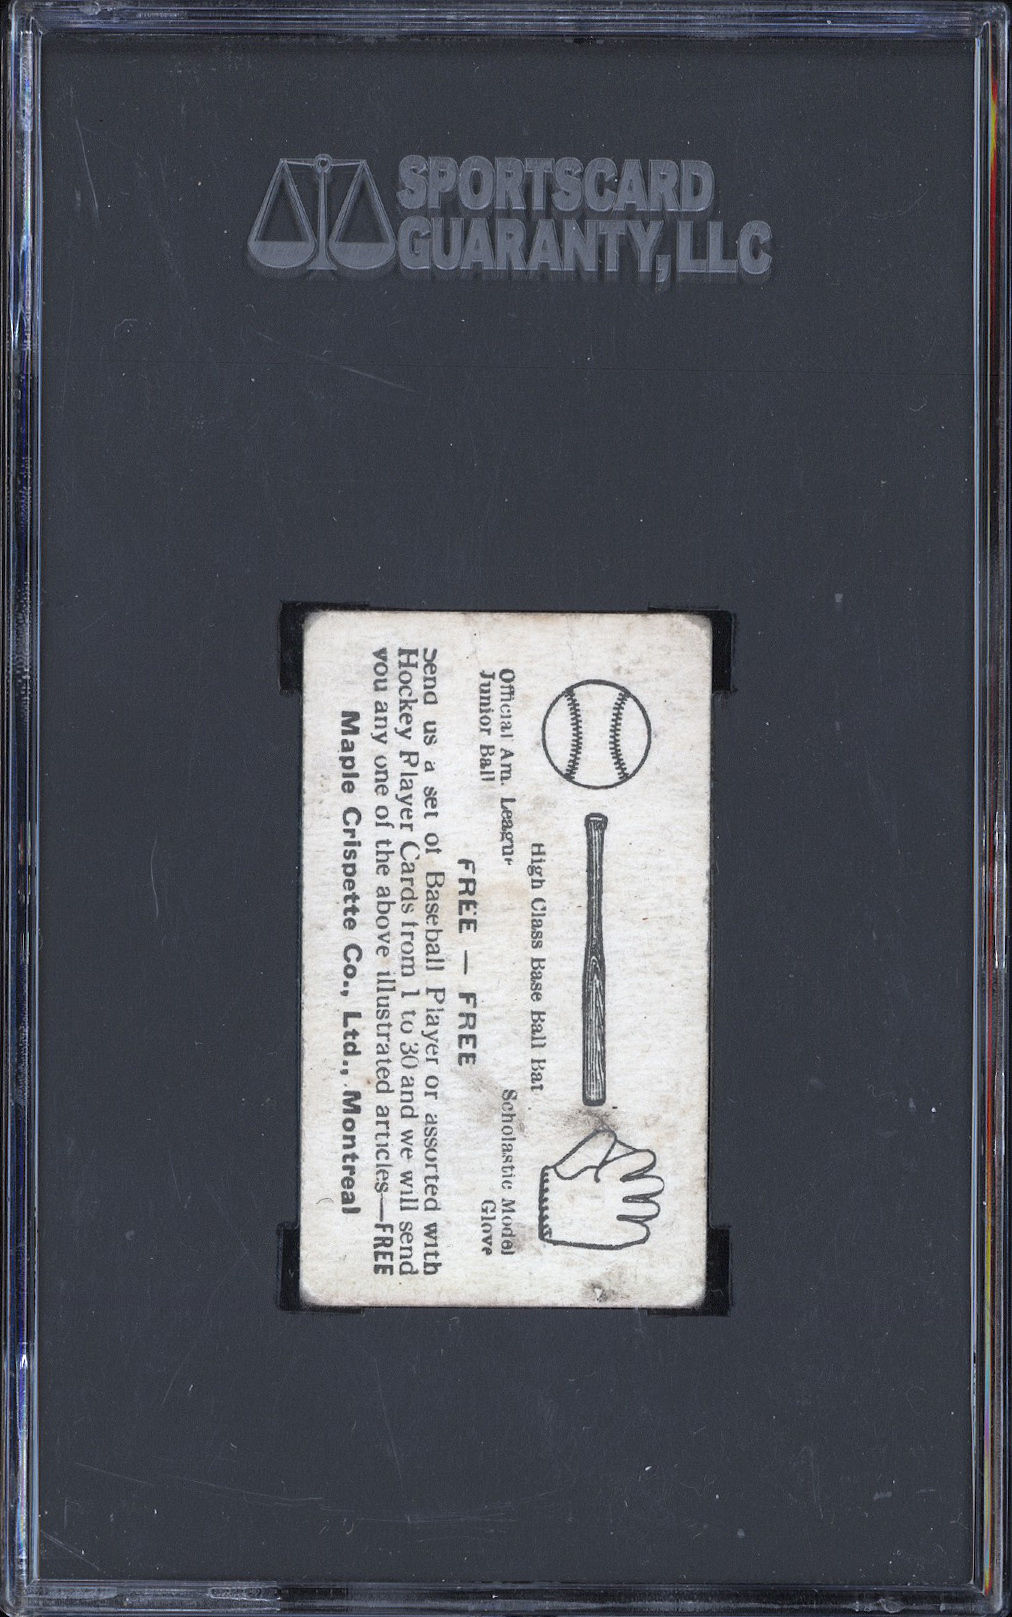 SPORTSCARD
GUARANTY, LLC
High Class Base Ball Bat
Official Am. League
Junior Ball
Scholastic Model
Glove
FREE — FREE
Send us a set of Baseball Player or assorted with
Hockey Player Cards from 1 to 30 and we will send
you any one of the above illustrated articles—FREE
Maple Crispette Co., Ltd., Montreal